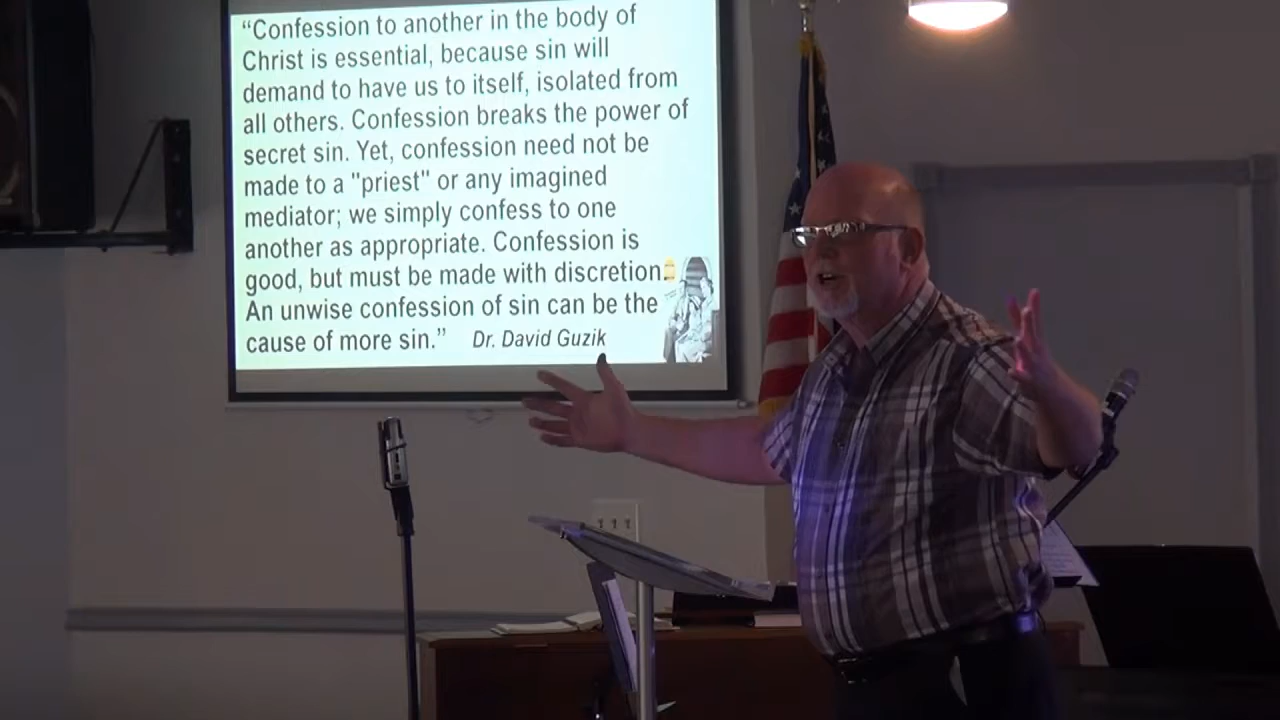 “Confession to another in the body of
Christ is essential, because sin will
demand to have us to itself, isolated from
all others. Confession breaks the power of
secret sin. Yet, confession need not be
made to a "priest" or any imagined
mediator; we simply confess to one
another as appropriate. Confession is
good, but must be made with discretion.
An unwise confession of sin can be the
cause of more sin.” Dr. David Guzik